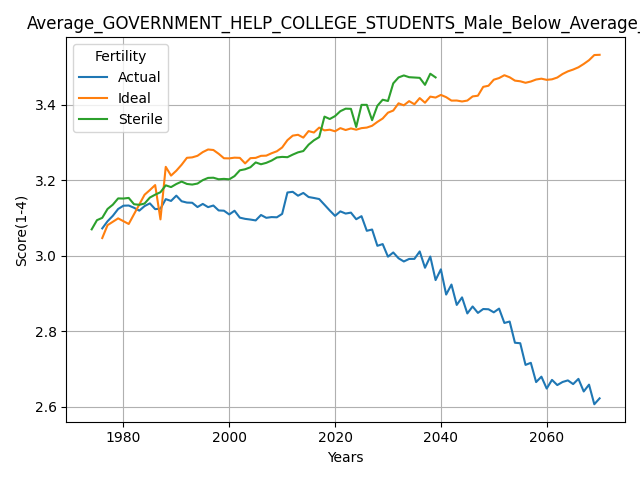 Average_GOVERNMENT_HELP_COLLEGE_STUDENTS_Male_Below_Average_
Fertility
Actual
Ideal
Sterile
Score(1-4)
3.4
3.2
3.0
2.8
2.6
1980 2000 2020 2040 2060
Years